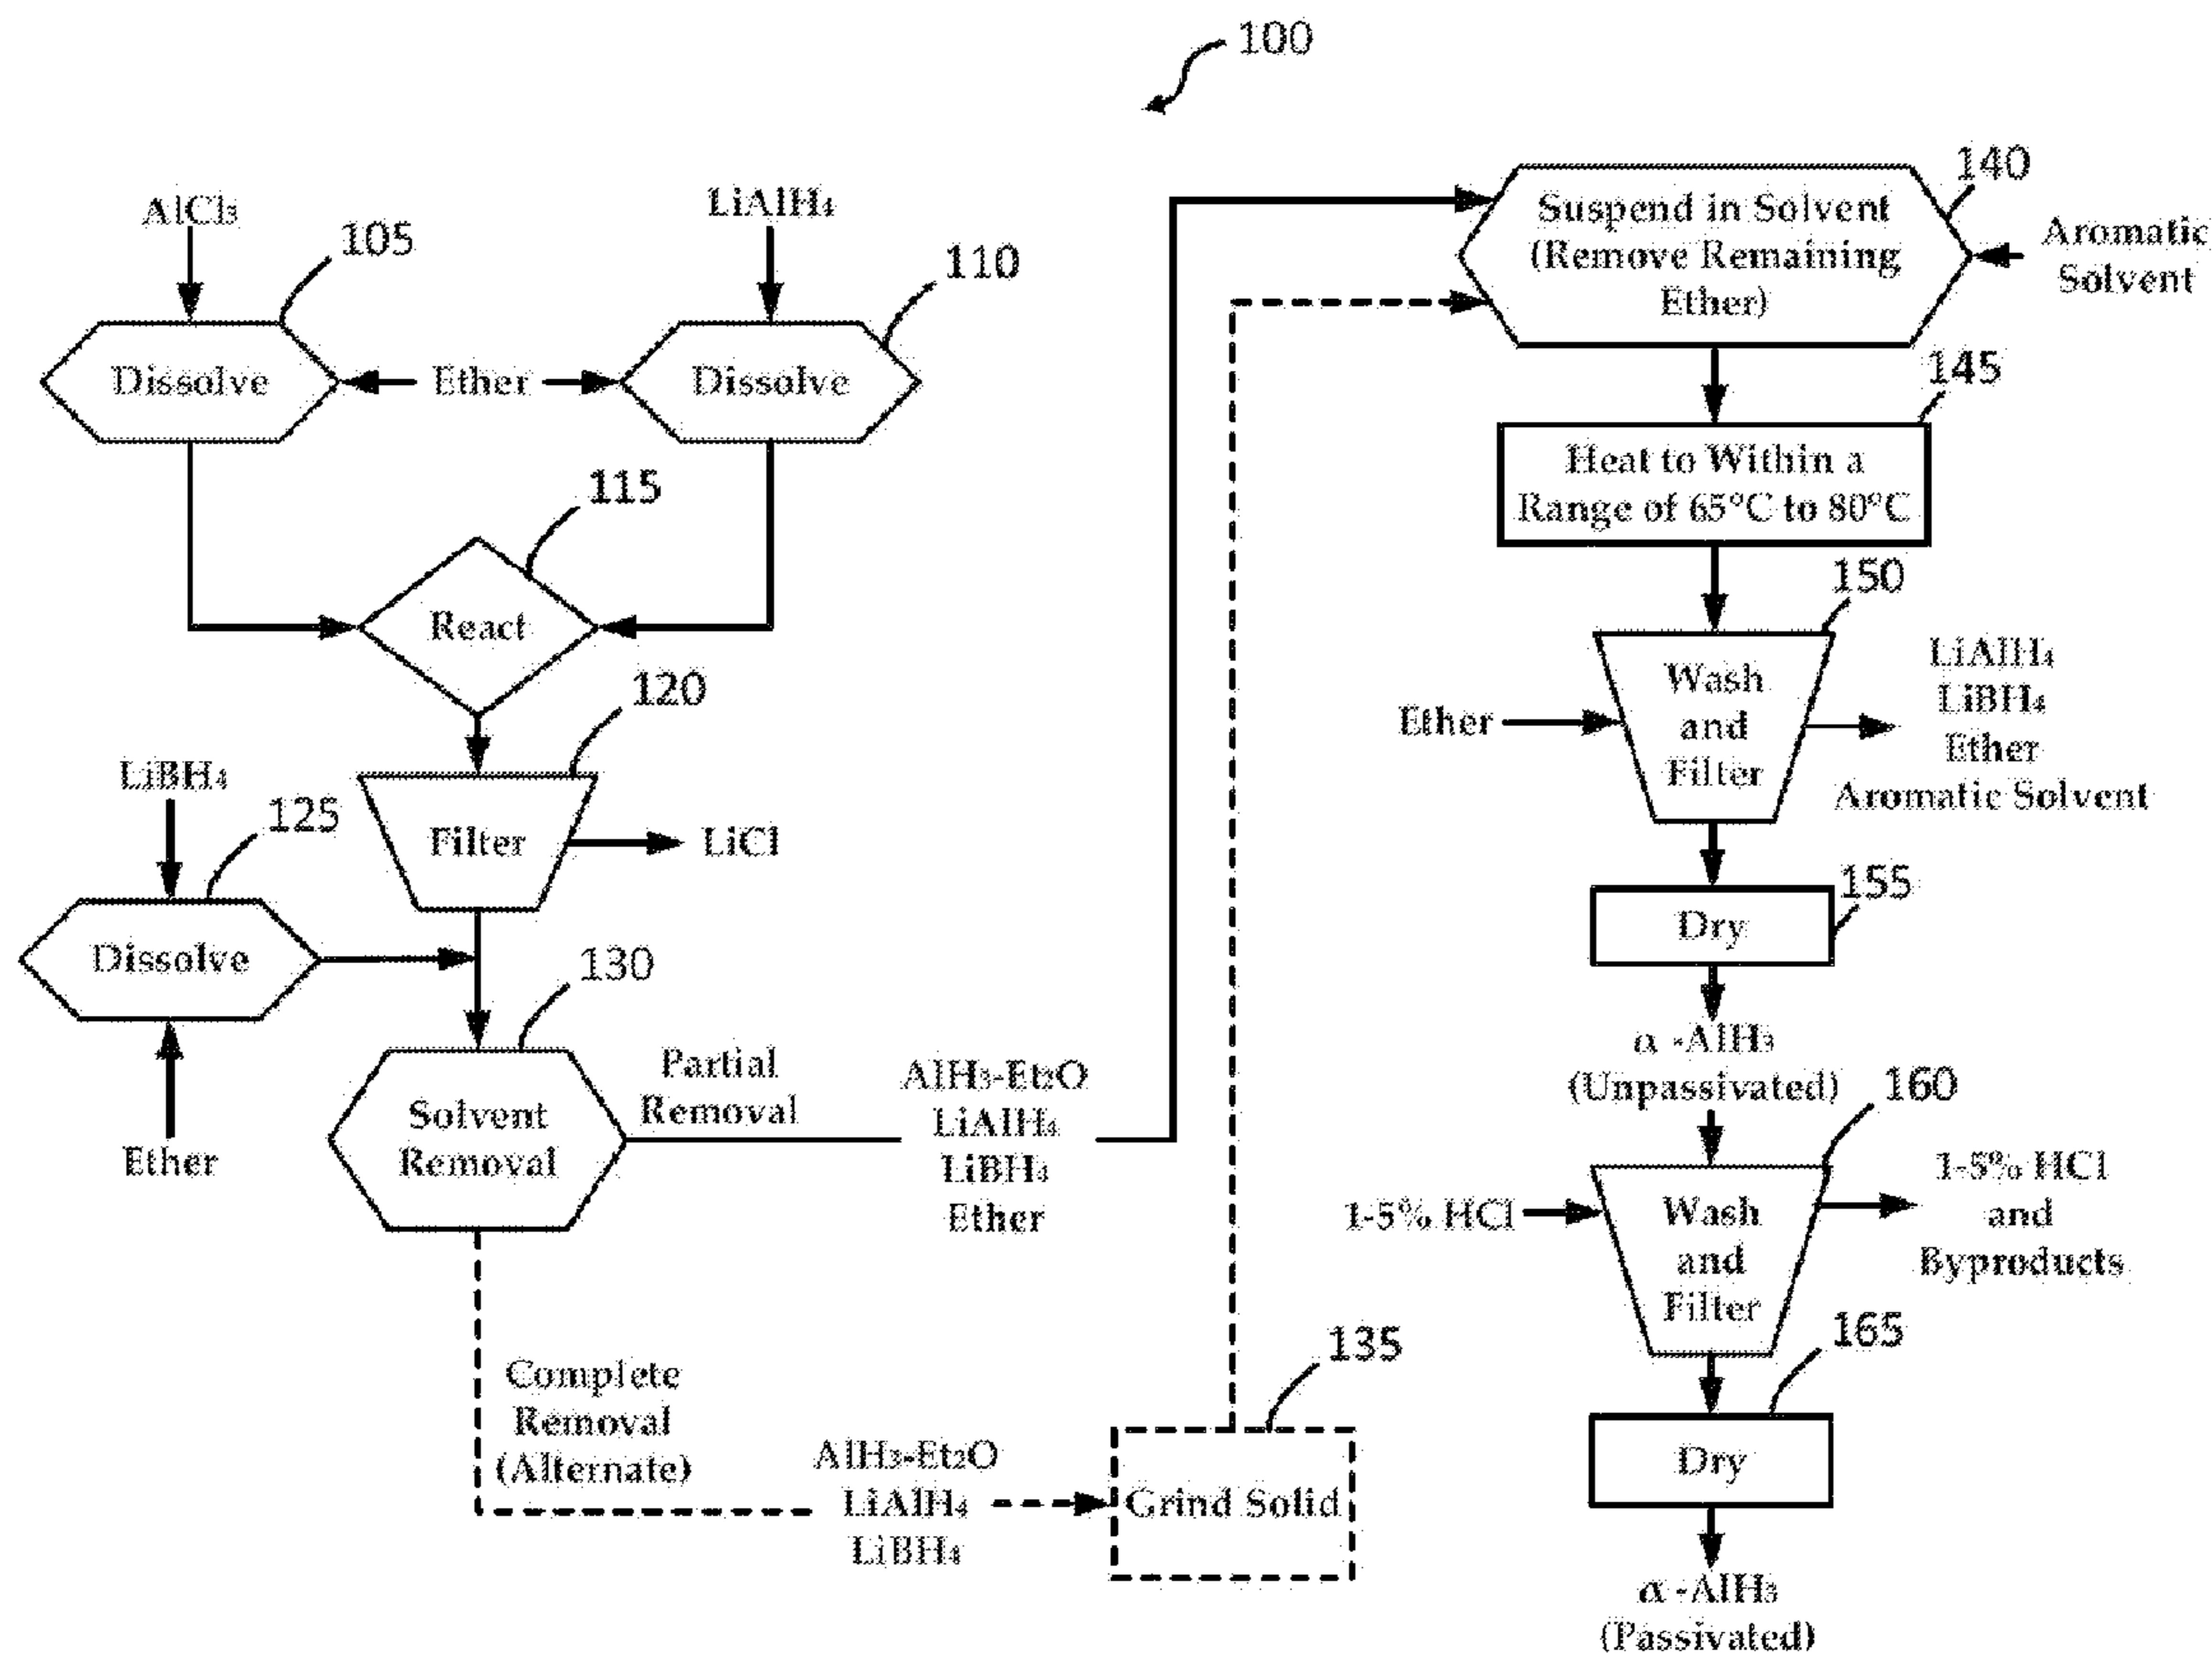 100
AlCl₃
105
Dissolve
Ether
LiAlH₄
110
Dissolve
115
React
120
Filter
LiCl
LiBH₄
125
Dissolve
Ether
130
Solvent
Removal
Partial
Removal
AlH₃-Et₂O
LiAlH₄
LiBH₄
Ether
Complete
Removal
(Alternate)
AlH₃-Et₂O
LiAlH₄
LiBH₄
135
Grind Solid
140
Suspend in Solvent
(Remove Remaining
Ether)
Aromatic
Solvent
145
Heat to Within a
Range of 65°C to 80°C
150
Ether
Wash
and
Filter
LiAlH₄
LiBH₄
Ether
Aromatic Solvent
155
Dry
α -AlH₃
(Unpassivated)
160
1-5% HCl
Wash
and
Filter
1-5% HCl
and
Byproducts
165
Dry
α -AlH₃
(Passivated)